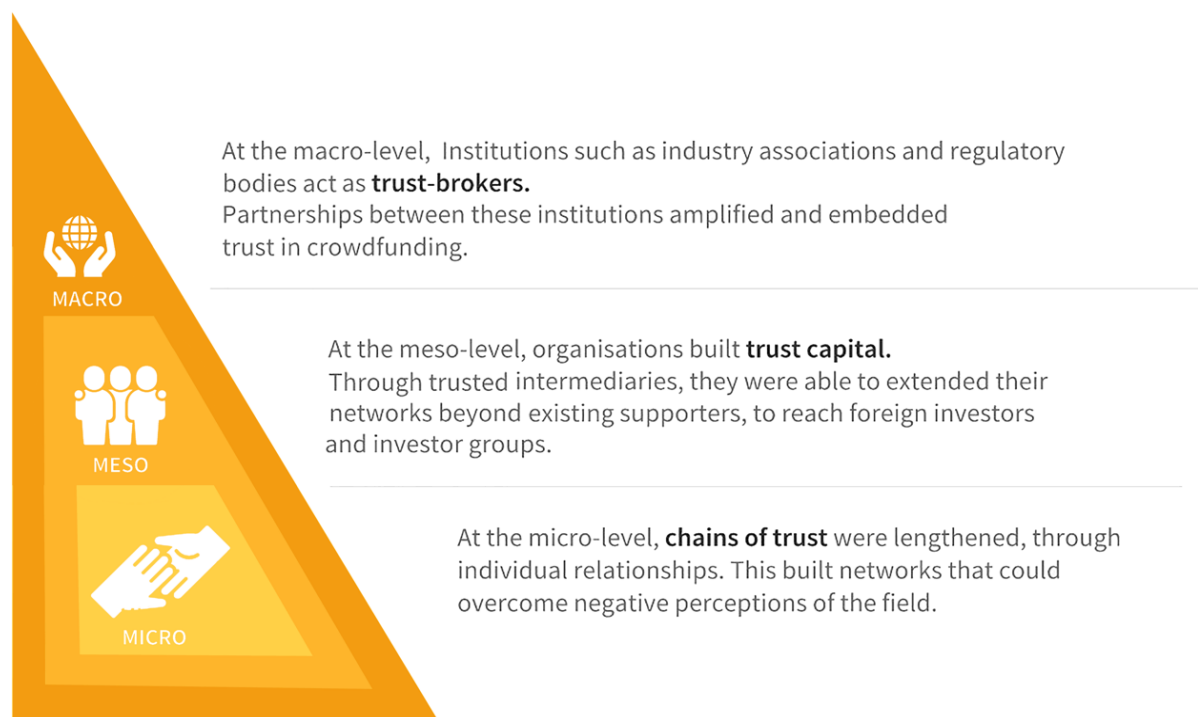 At the macro-level, Institutions such as industry associations and regulatory
bodies act as trust-brokers.
Partnerships between these institutions amplified and embedded
trust in crowdfunding.
MACRO
At the meso-level, organisations built trust capital.
Through trusted intermediaries, they were able to extended their
networks beyond existing supporters, to reach foreign investors
and investor groups.
MESO
At the micro-level, chains of trust were lengthened, through
individual relationships. This built networks that could
overcome negative perceptions of the field.
MICRO